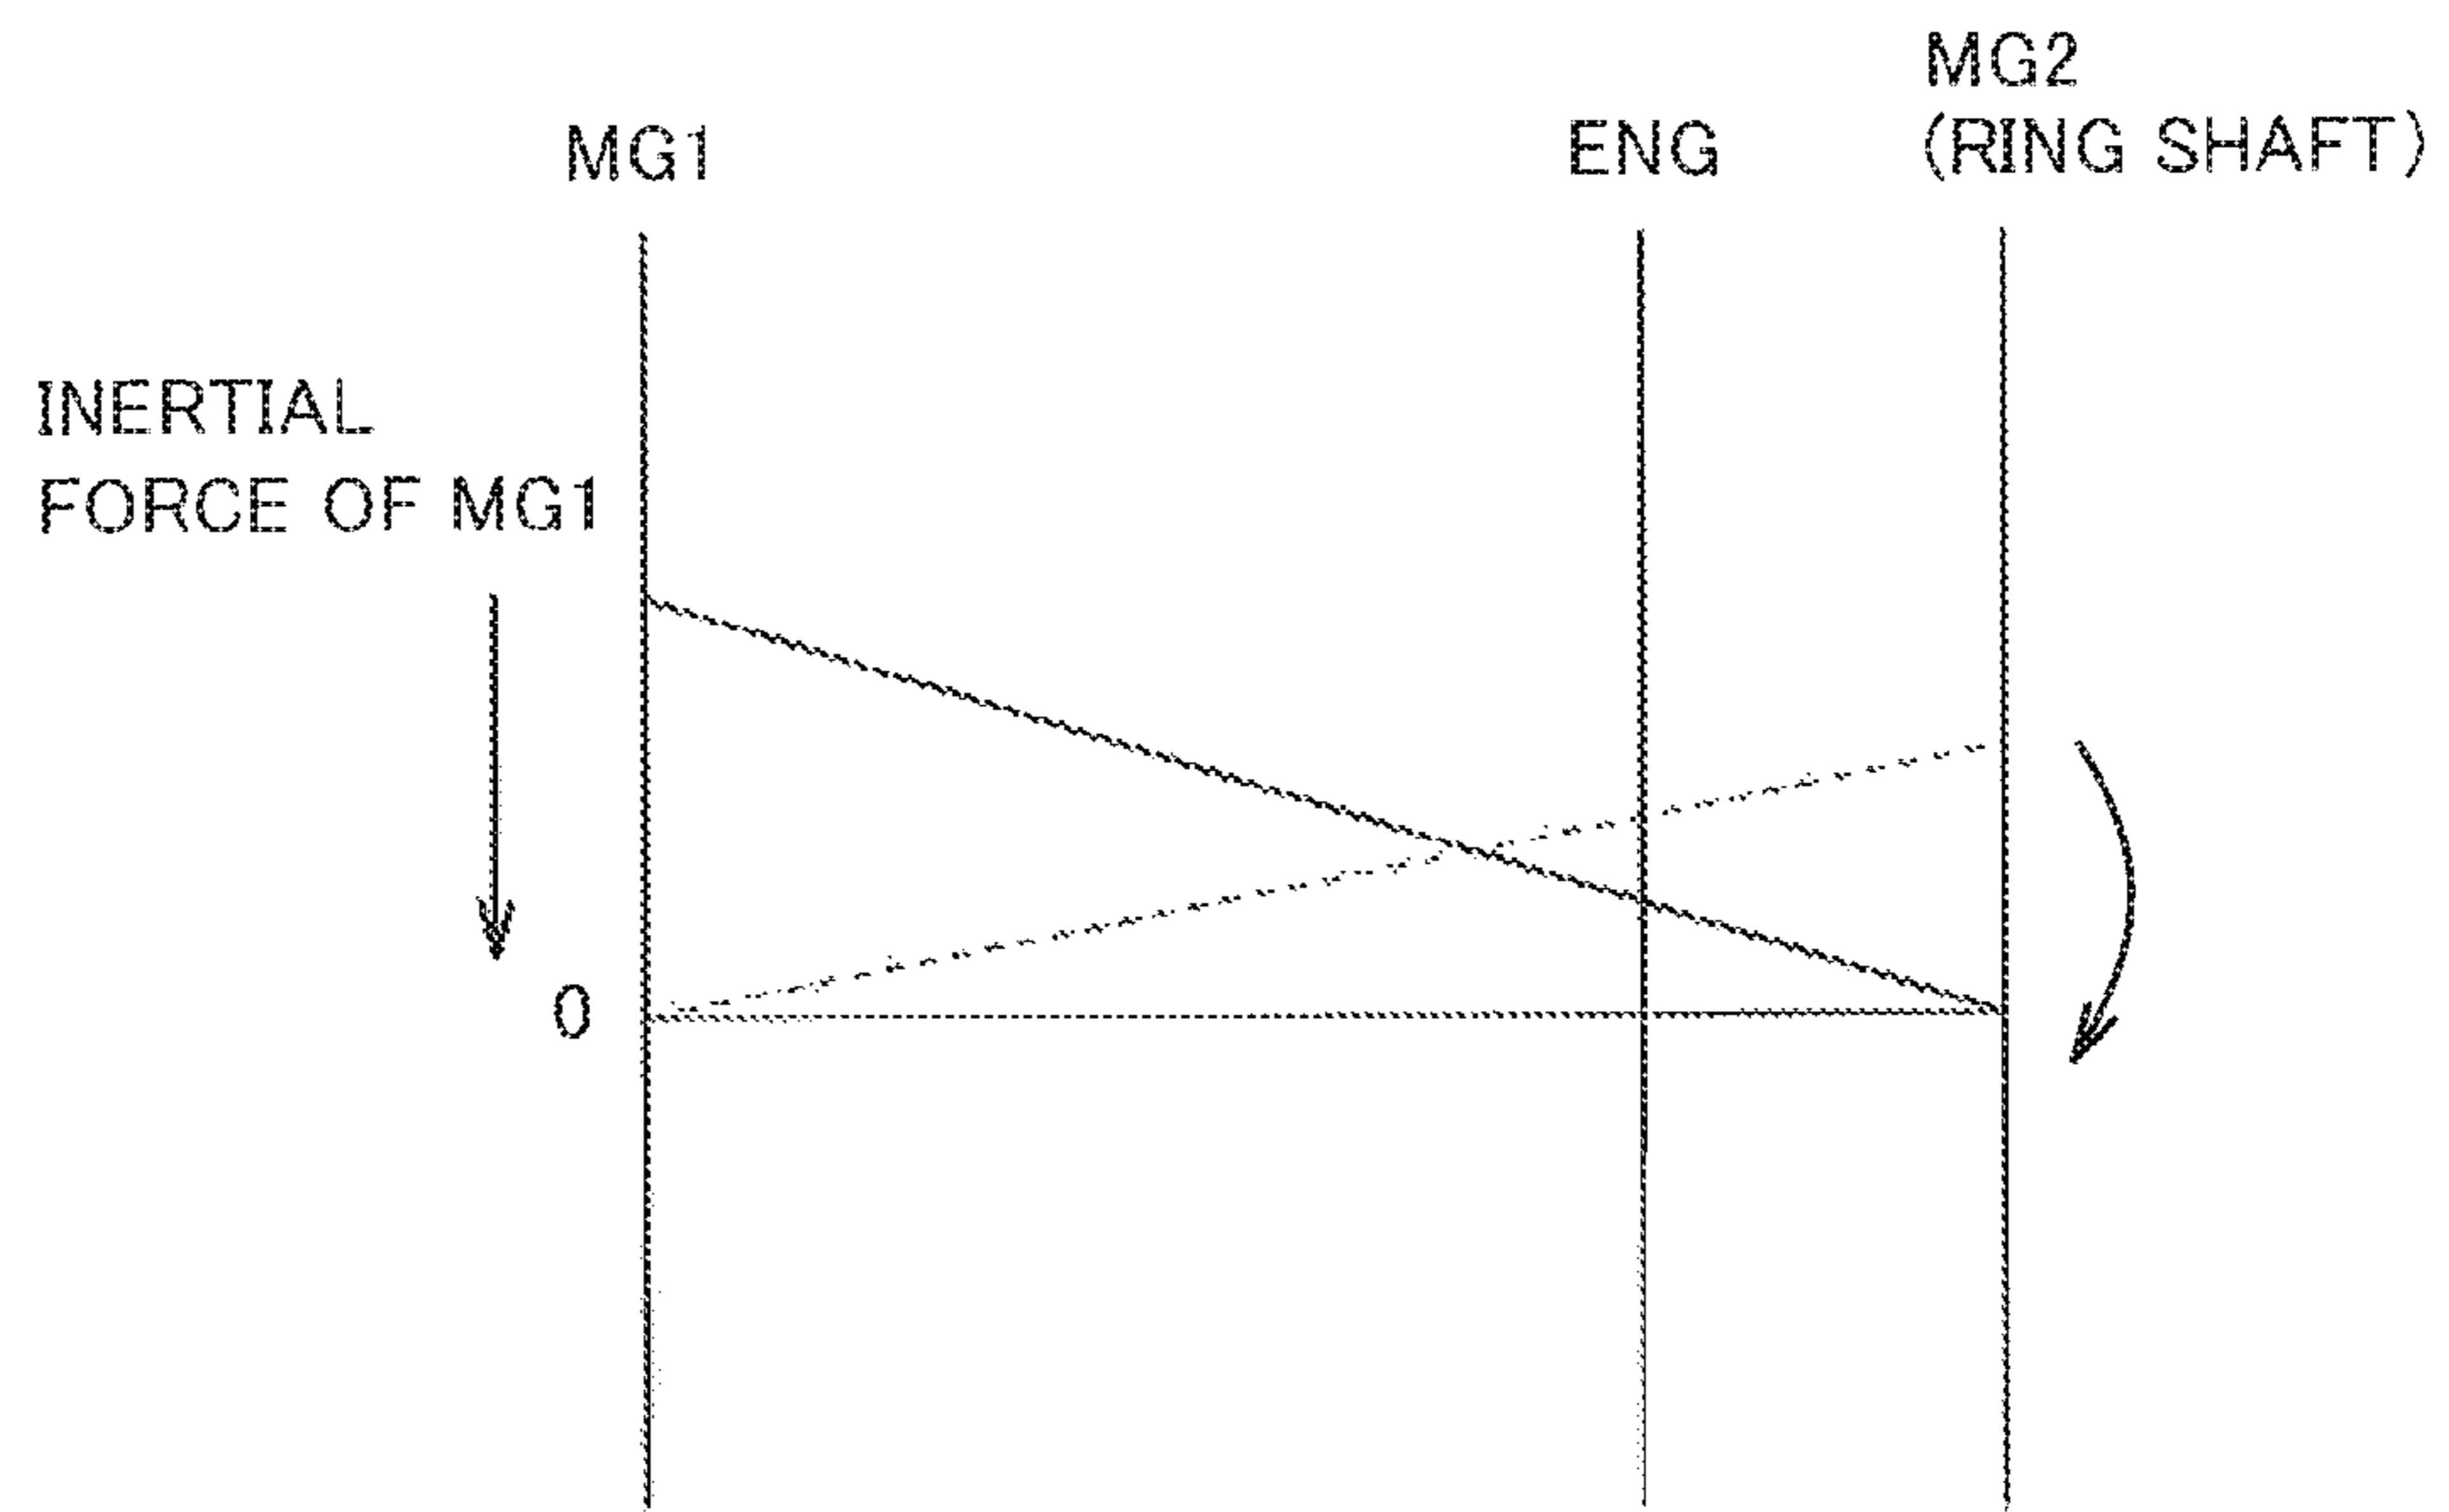 MG1
ENG
MG2
(RING SHAFT)
INERTIAL
FORCE OF MG1
0